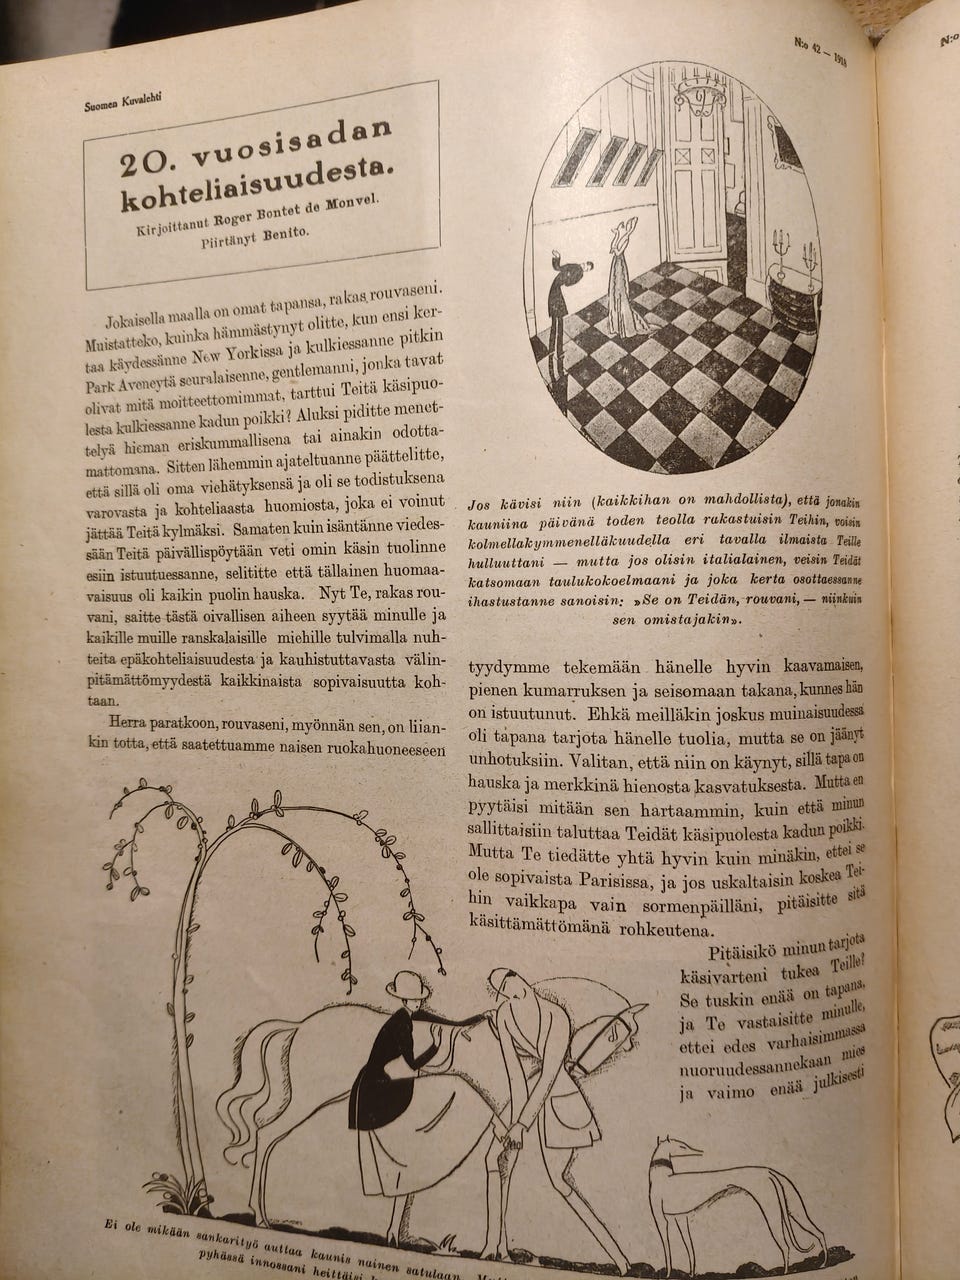 Suomen Kuvalehti
N:o 42 — 1918
N:o
20. vuosisadan
kohteliaisuudesta.
Kirjoittanut Roger Bontet de Monvel.
Piirtänyt Benito.
Jokaisella maalla on omat tapansa, rakas rouvaseni.
Muistatteko, kuinka hämmästynyt olitte, kun ensi ker-
taa käydessänne New Yorkissa ja kulkiessanne pitkin
Park Aveneytä seuralaisenne, gentlemanni, jonka tavat
olivat mitä moitteettomimmat, tarttui Teitä käsipuo-
lesta kulkiessanne kadun poikki? Aluksi piditte menet-
telyä hieman eriskummallisena tai ainakin odotta-
mattomana. Sitten lähemmin ajateltuanne päättelitte,
että sillä oli oma viehätyksensä ja oli se todistuksena
varovasta ja kohteliaasta huomiosta, joka ei voinut
jättää Teitä kylmäksi. Samaten kuin isäntänne viedes-
sään Teitä päivällispöytään veti omin käsin tuolinne
esiin istuutuessanne, selititte että tällainen huomaa-
vaisuus oli kaikin puolin hauska. Nyt Te, rakas rou-
vani, saitte tästä oivallisen aiheen syytää minulle ja
kaikille muille ranskalaisille miehille tulvimalla nuh-
teita epäkohteliaisuudesta ja kauhistuttavasta välin-
pitämättömyydestä kaikkinaista sopivaisuutta koh-
taan.
Herra paratkoon, rouvaseni, myönnän sen, on liian-
kin totta, että saatettuamme naisen ruokahuoneeseen
Jos kävisi niin (kaikkihan on mahdollista), että jonakin
kauniina päivänä toden teolla rakastuisin Teihin, voisin
kolmellakymmenelläkuudella eri tavalla ilmaista Teille
hulluuttani — mutta jos olisin italialainen, veisin Teidät
katsomaan taulukokoelmaani ja joka kerta osottaessanne
ihastustanne sanoisin: »Se on Teidän, rouvani, — niinkuin
sen omistajakin».
tyydymme tekemään hänelle hyvin kaavamaisen,
pienen kumarruksen ja seisomaan takana, kunnes hän
on istuutunut. Ehkä meilläkin joskus muinaisuudessa
oli tapana tarjota hänelle tuolia, mutta se on jäänyt
unhotuksiin. Valitan, että niin on käynyt, sillä tapa on
hauska ja merkkinä hienosta kasvatuksesta. Mutta en
pyytäisi mitään sen hartaammin, kuin että minun
sallittaisiin taluttaa Teidät käsipuolesta kadun poikki.
Mutta Te tiedätte yhtä hyvin kuin minäkin, ettei se
ole sopivaista Parisissa, ja jos uskaltaisin koskea Tei-
hin vaikkapa vain sormenpäilläni, pitäisitte sitä
käsittämättömänä rohkeutena.
Pitäisikö minun tarjota
käsivarteni tukea Teille?
Se tuskin enää on tapana,
ja Te vastaisitte minulle,
ettei edes varhaisimmassa
nuoruudessannekaan mies
ja vaimo enää julkisesti
Ei ole mikään sankarityö auttaa kaunis nainen satulaan.
pyhässä innossani heittäisi